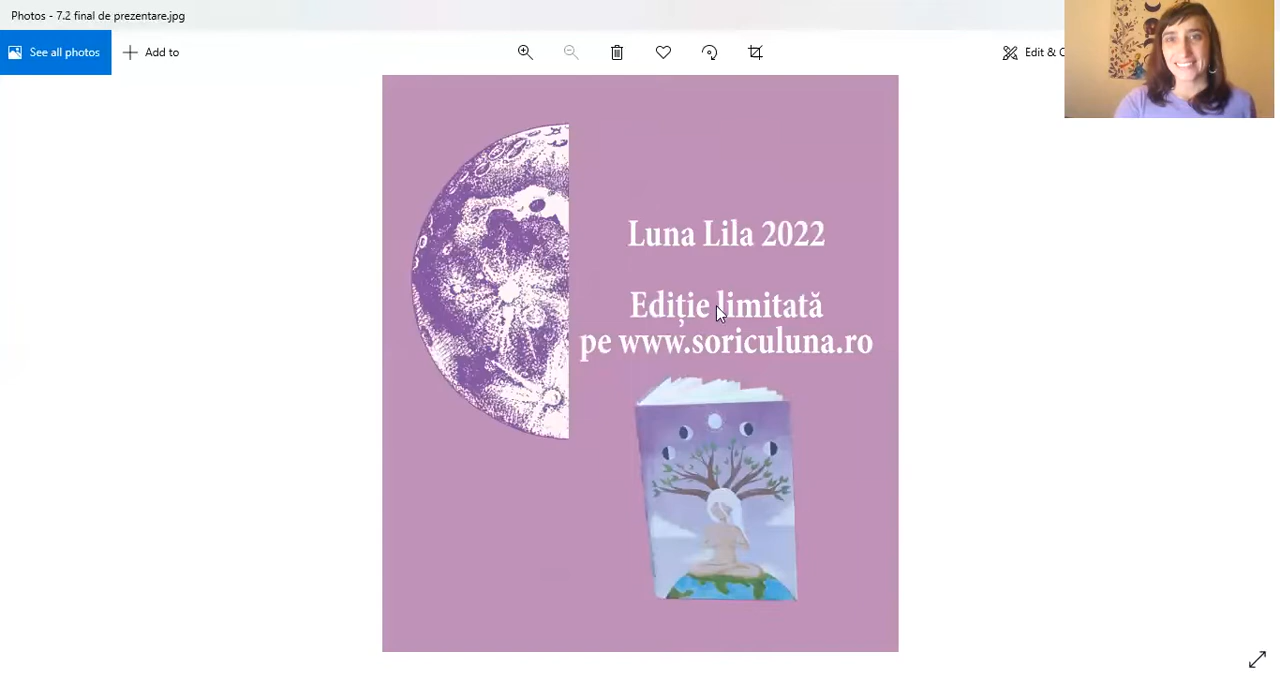 Photos - 7.2 final de prezentare.jpg
See all photos
Add to
Edit & C
Luna Lila 2022
Ediție limitată
pe www.soriculuna.ro